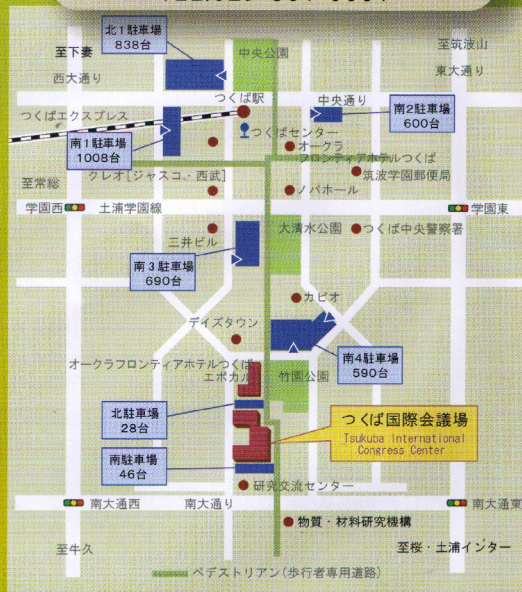 北1駐車場
838台
中央公園
至下妻
至筑波山
西大通り
東大通り
つくば駅
中央通り
南2駐車場
600台
つくばエクスプレス
つくばセンター
南1駐車場
1008台
オークラ
フロンティアホテルつくば
クレオ[ジャスコ・西武]
筑波学園郵便局
至常総
ノバホール
学園西
土浦学園線
学園東
三井ビル
大清水公園
つくば中央警察署
南3駐車場
690台
カピオ
デイズタウン
南4駐車場
590台
オークラフロンティアホテルつくば
エポカル
竹園公園
北駐車場
28台
つくば国際会議場
Tsukuba International
Congress Center
南駐車場
46台
研究交流センター
南大通西
南大通り
南大通東
物質・材料研究機構
至牛久
至桜・土浦インター
ペデストリアン(歩行者専用道路)